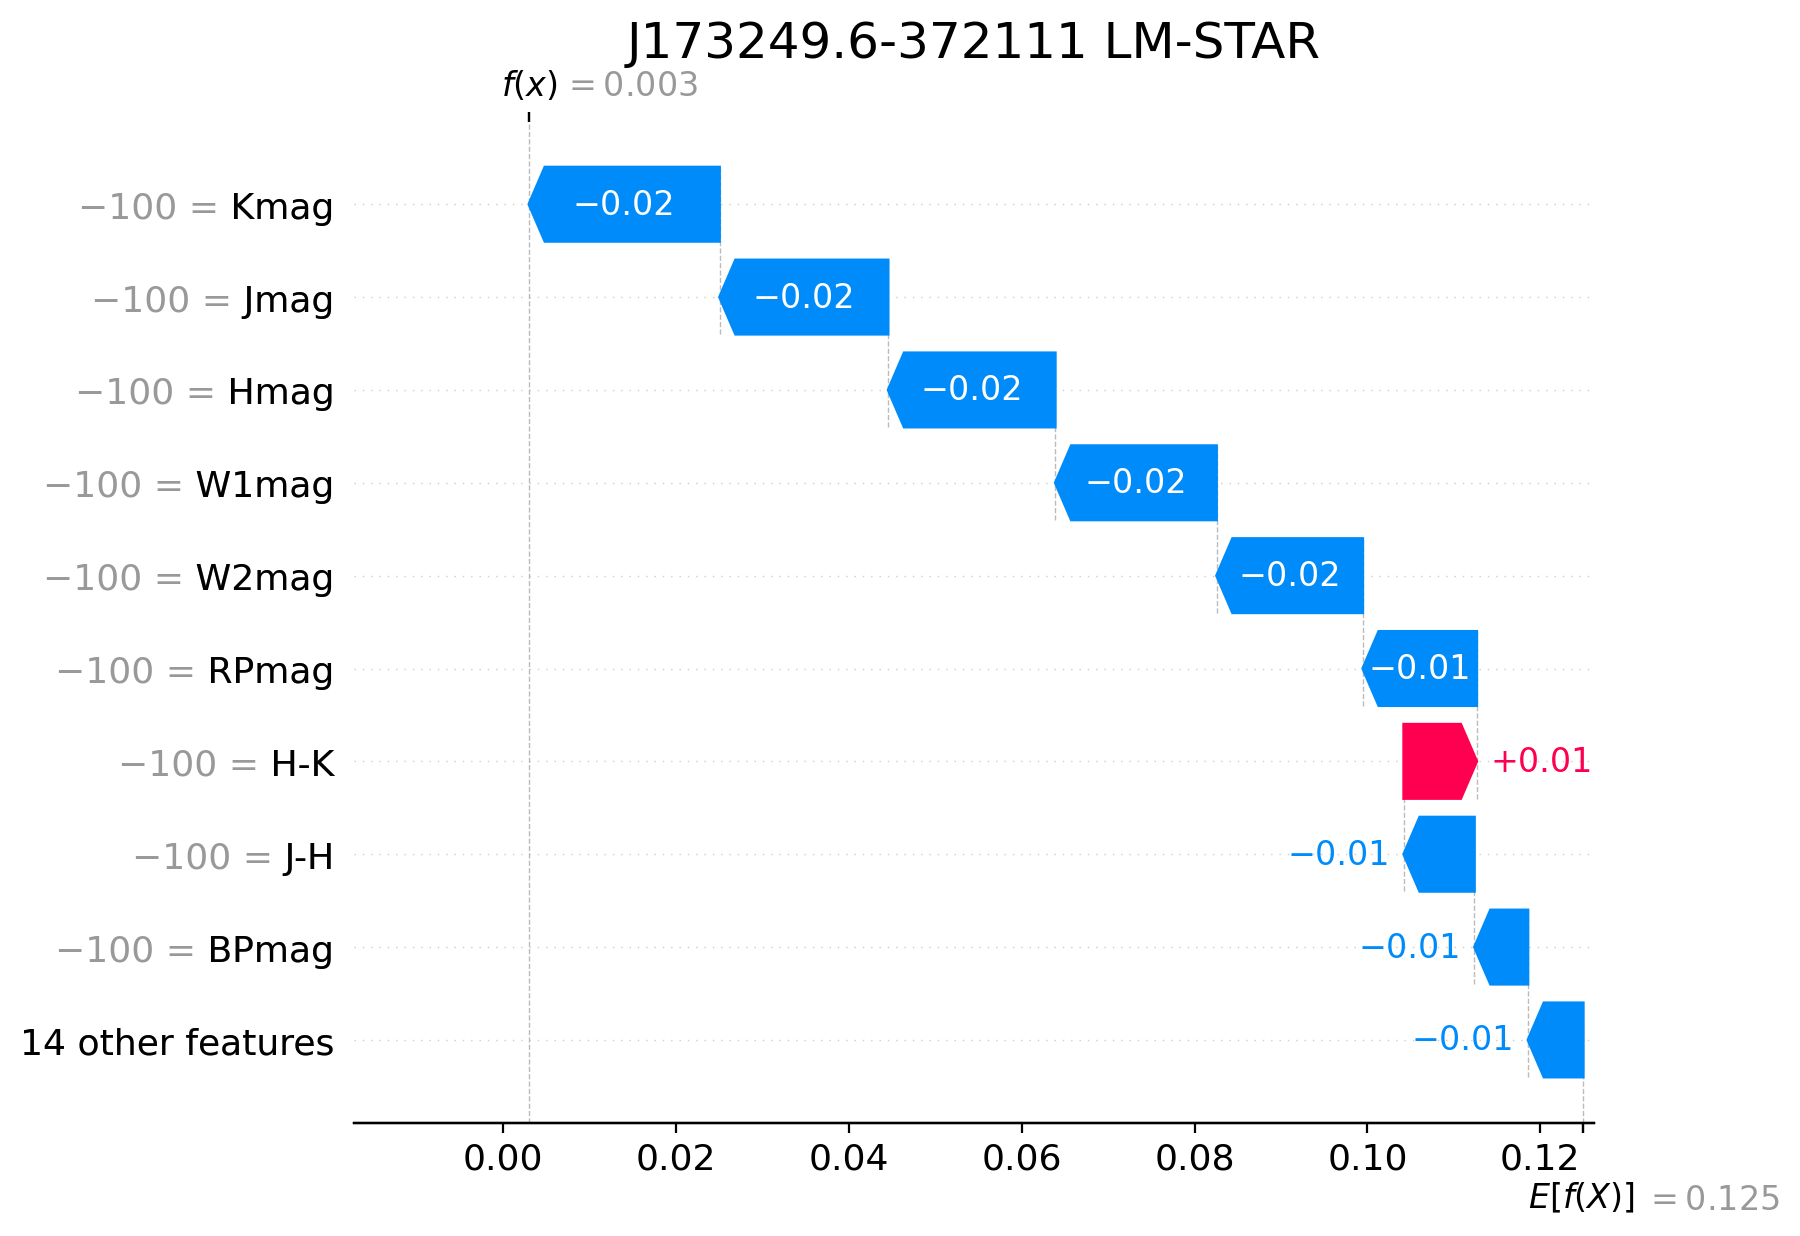 J173249.6-372111 LM-STAR
f(x) = 0.003
−100 = Kmag −0.02
−100 = Jmag −0.02
−100 = Hmag −0.02
−100 = W1mag −0.02
−100 = W2mag −0.02
−100 = RPmag −0.01
−100 = H-K +0.01
−100 = J-H −0.01
−100 = BPmag −0.01
14 other features −0.01
0.00 0.02 0.04 0.06 0.08 0.10 0.12
E[f(X)] = 0.125